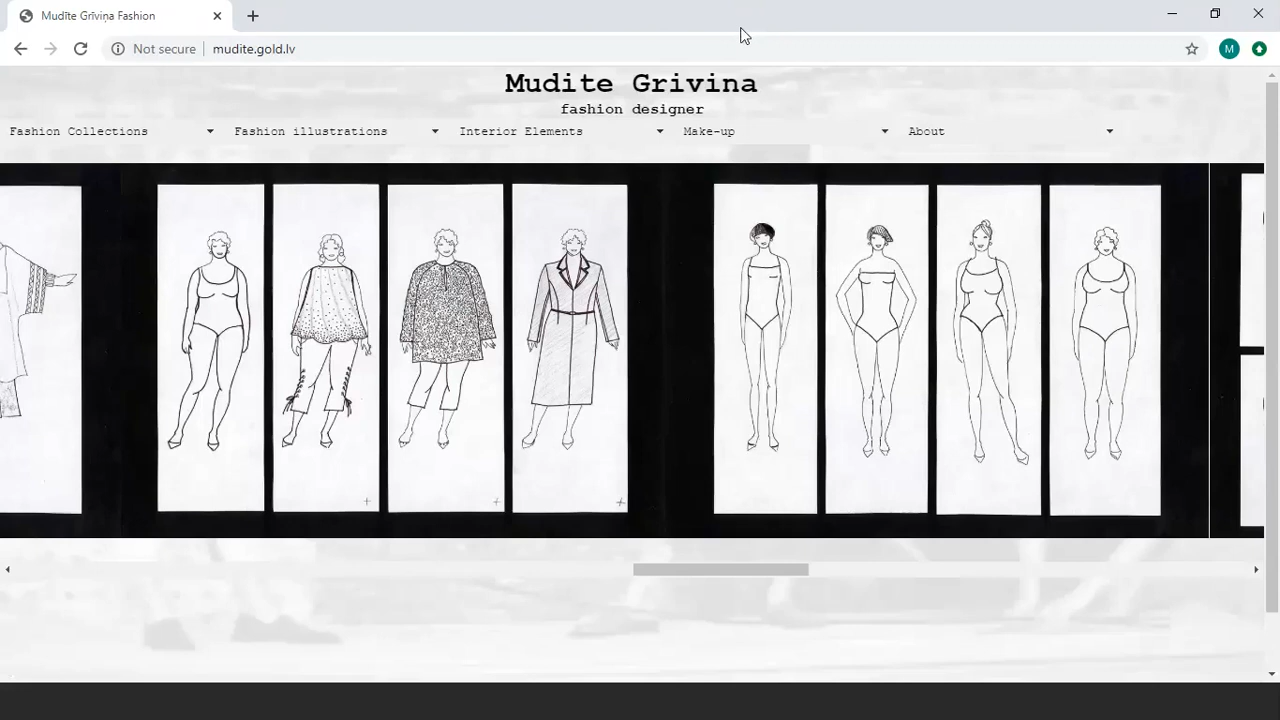 Mudīte Grīviņa Fashion
Not secure
mudite.gold.lv
M
Mudite Grivina
fashion designer
Fashion Collections
Fashion illustrations
Interior Elements
Make-up
About